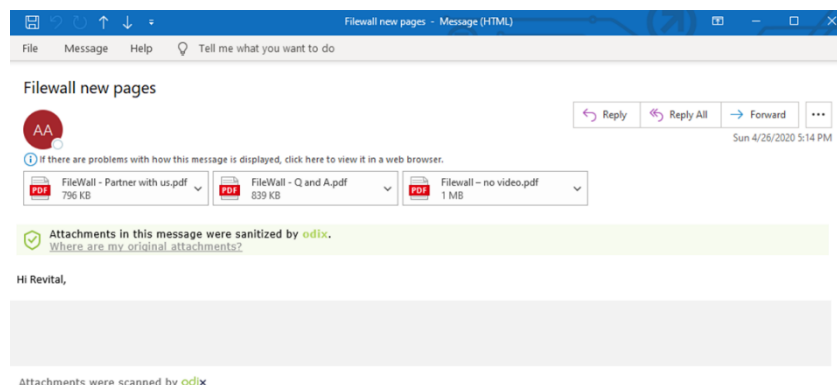 Filewall new pages - Message (HTML)
File Message Help Tell me what you want to do
Filewall new pages
Reply Reply All Forward
AA
Sun 4/26/2020 5:14 PM
If there are problems with how this message is displayed, click here to view it in a web browser.
FileWall - Partner with us.pdf FileWall - Q and A.pdf Filewall – no video.pdf
PDF 796 KB PDF 839 KB PDF 1 MB
Attachments in this message were sanitized by odix.
Where are my original attachments?
Hi Revital,
Attachments were scanned by odix